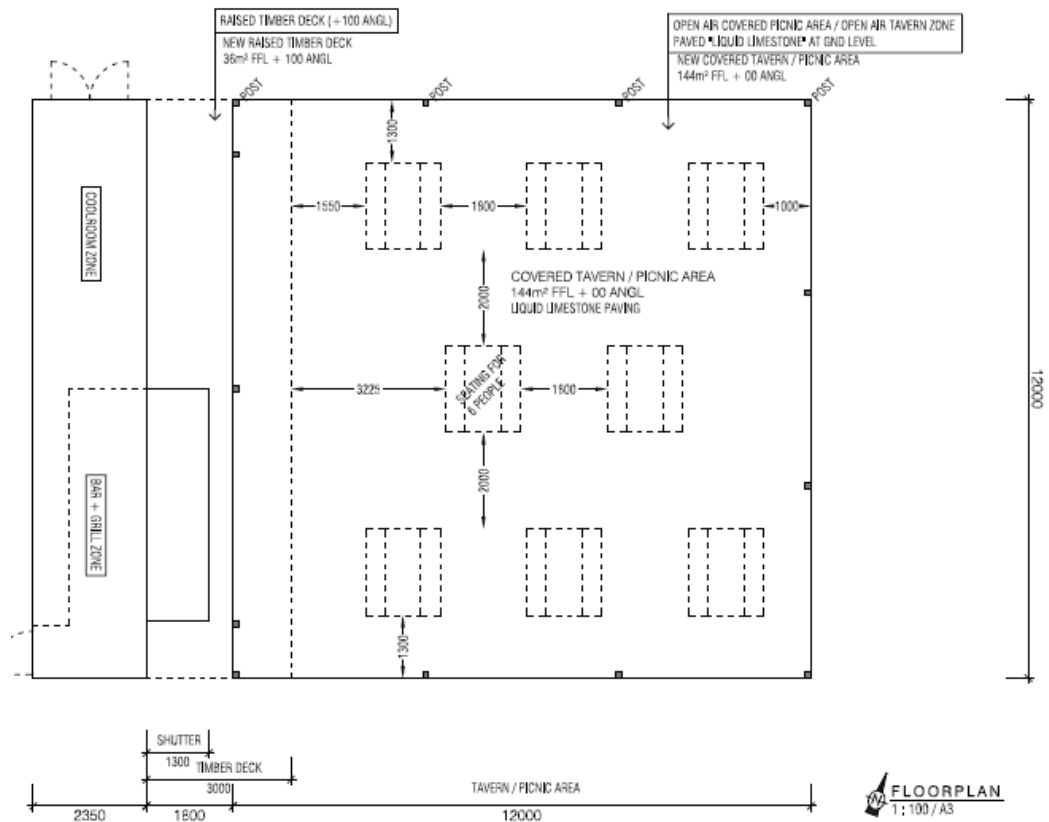 RAISED TIMBER DECK (+100 ANGL)
NEW RAISED TIMBER DECK
36m² FFL + 100 ANGL
OPEN AIR COVERED PICNIC AREA / OPEN AIR TAVERN ZONE
PAVED "LIQUID LIMESTONE" AT GND LEVEL
NEW COVERED TAVERN / PICNIC AREA
144m² FFL + 00 ANGL
POST
POST
POST
POST
1300
COOLROOM ZONE
1550
1800
1000
COVERED TAVERN / PICNIC AREA
144m² FFL + 00 ANGL
LIQUID LIMESTONE PAVING
2000
SEATING FOR
6 PEOPLE
3225
1800
12000
2000
BAR + GRILL ZONE
1300
SHUTTER
1300
TIMBER DECK
3000
TAVERN / PICNIC AREA
2350
1800
12000
N
FLOORPLAN
1 : 100 / A3